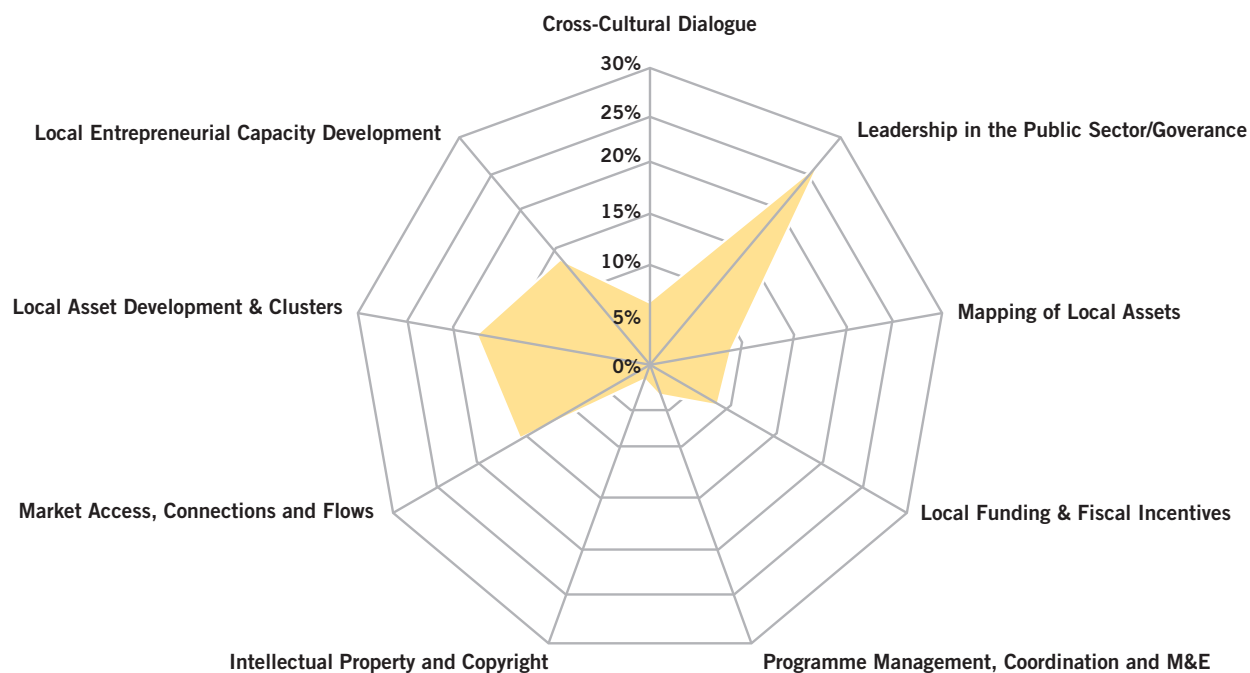 Cross-Cultural Dialogue
30%
25%
20%
15%
10%
5%
0%
Local Entrepreneurial Capacity Development
Leadership in the Public Sector/Goverance
Local Asset Development & Clusters
Mapping of Local Assets
Market Access, Connections and Flows
Local Funding & Fiscal Incentives
Intellectual Property and Copyright
Programme Management, Coordination and M&E